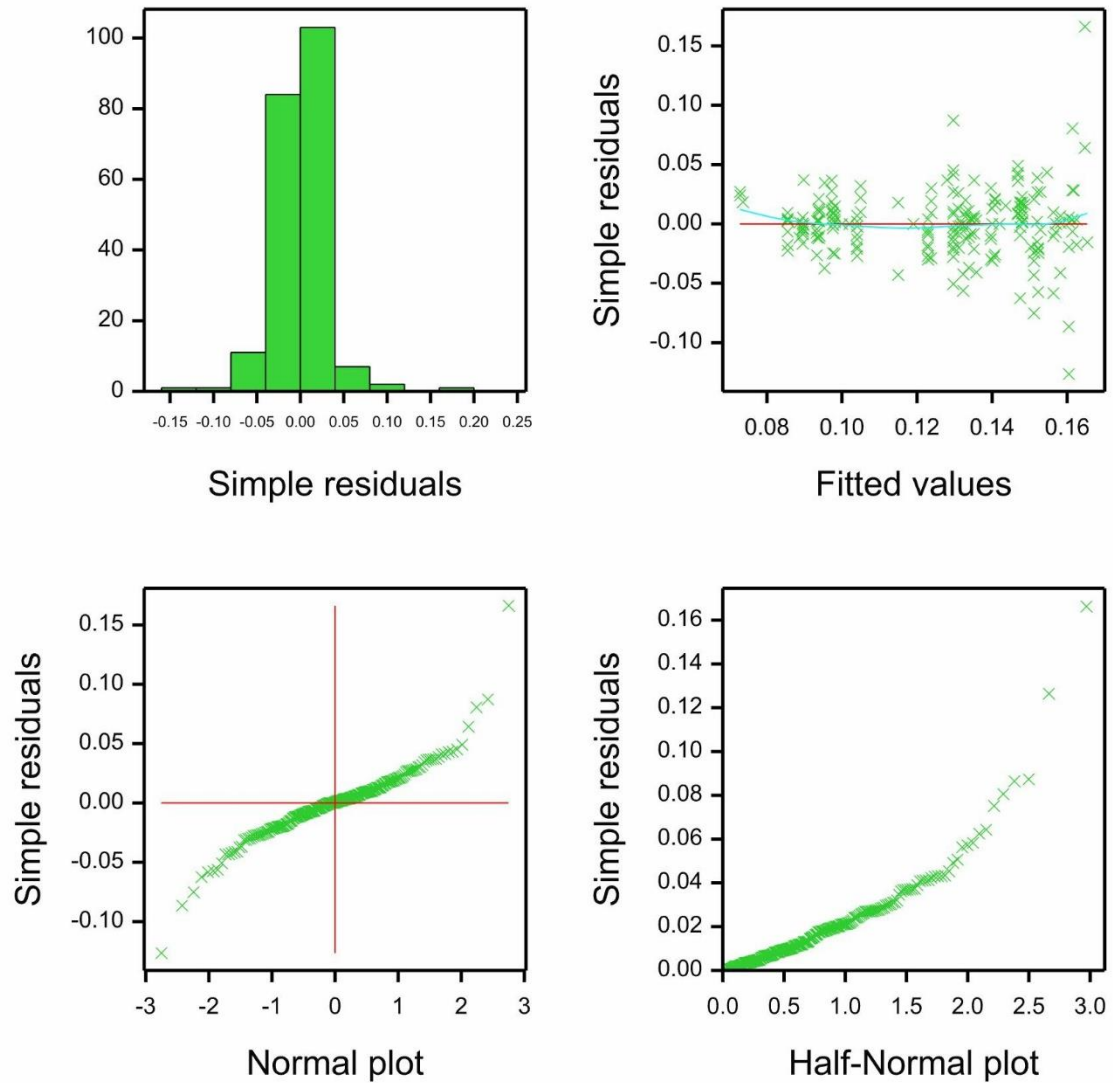 100
80
60
40
20
0
-0.15 -0.10 -0.05 0.00 0.05 0.10 0.15 0.20 0.25
Simple residuals
Simple residuals
0.15
0.10
0.05
0.00
-0.05
-0.10
0.08 0.10 0.12 0.14 0.16
Fitted values
Simple residuals
0.15
0.10
0.05
0.00
-0.05
-0.10
-3 -2 -1 0 1 2 3
Normal plot
Simple residuals
0.16
0.14
0.12
0.10
0.08
0.06
0.04
0.02
0.00
0.0 0.5 1.0 1.5 2.0 2.5 3.0
Half-Normal plot